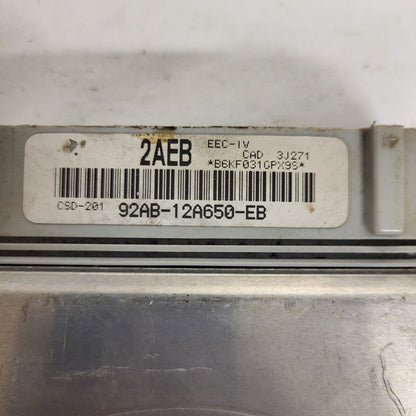 2AEB EEC-IV
CAD 3J271
*B6KF031GPX9S*
CSD-201 92AB-12A650-EB